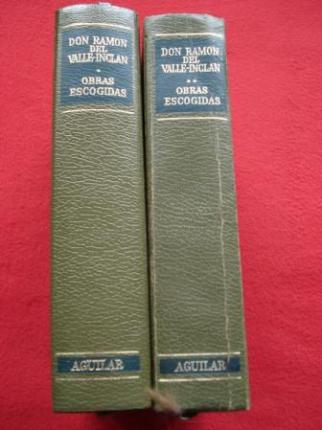 DON RAMON
DEL
VALLE-INCLAN
*
OBRAS
ESCOGIDAS
AGUILAR
DON RAMON
DEL
VALLE-INCLAN
**
OBRAS
ESCOGIDAS
AGUILAR